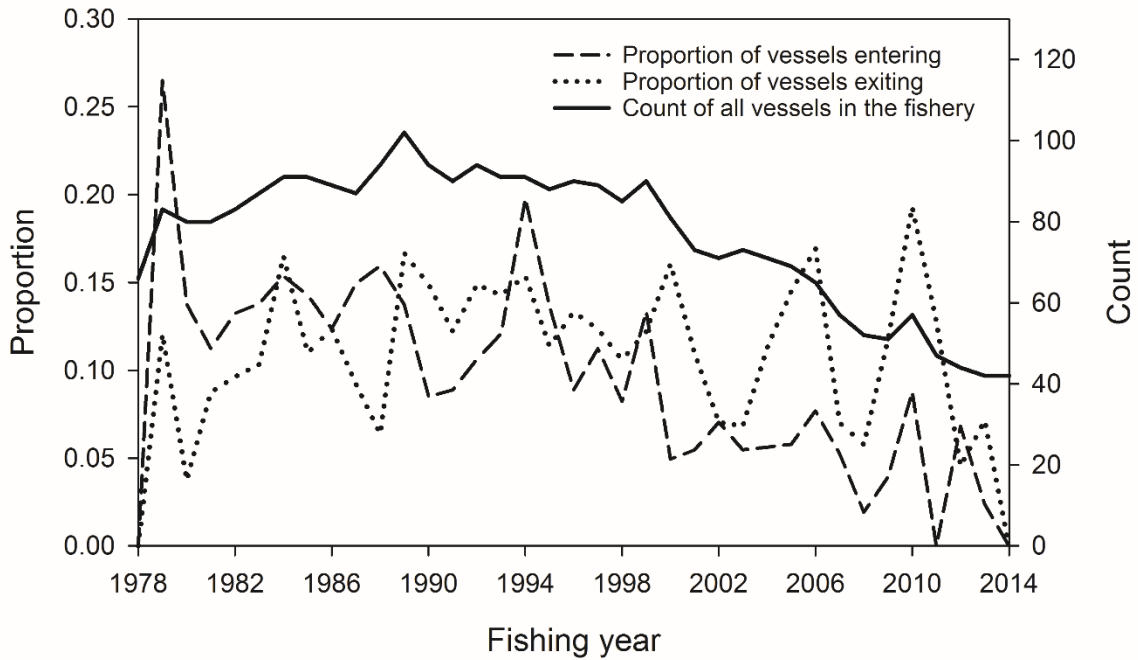 0.30
0.25
0.20
0.15
0.10
0.05
0.00
Proportion
Proportion of vessels entering
Proportion of vessels exiting
Count of all vessels in the fishery
120
100
80
60
40
20
0
Count
1978 1982 1986 1990 1994 1998 2002 2006 2010 2014
Fishing year